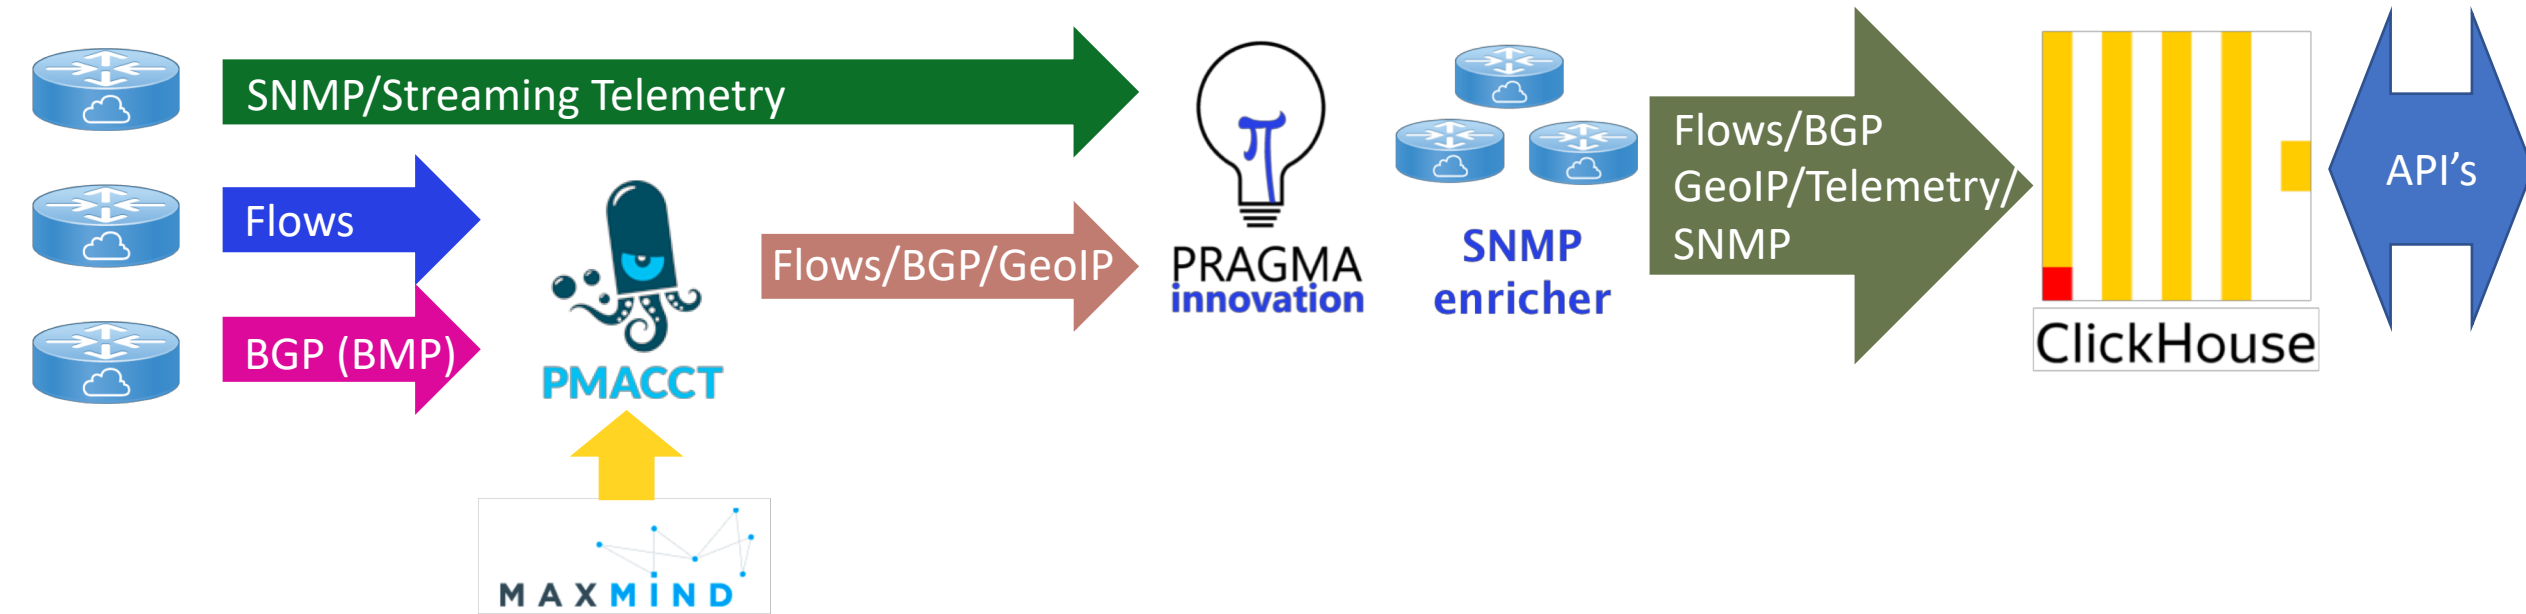 SNMP/Streaming Telemetry
Flows
BGP (BMP)
PMACCT
MAXMIND
Flows/BGP/GeoIP
π
PRAGMA
innovation
SNMP
enricher
Flows/BGP
GeoIP/Telemetry/
SNMP
ClickHouse
API's